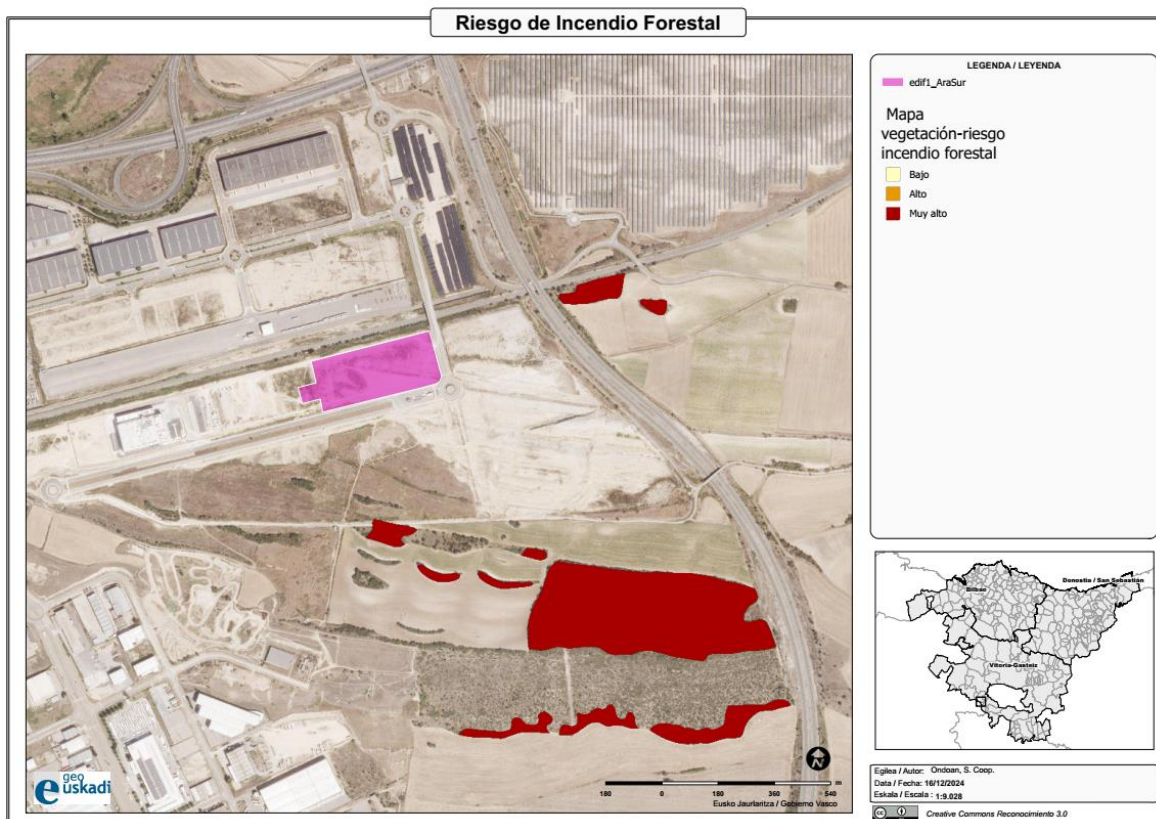 Riesgo de Incendio Forestal
LEGENDA / LEYENDA
edif1_AraSur
Mapa
vegetación-riesgo
incendio forestal
Bajo
Alto
Muy alto
Donostia / San Sebastián
Bilbao
Vitoria-Gasteiz
N
geo
euskadi
180 0 180 360 540 m
Eusko Jaurlaritza / Gobierno Vasco
Egilea / Autor: Ondoan, S. Coop.
Data / Fecha: 16/12/2024
Eskala / Escala : 1:9.028
cc BY
Creative Commons Reconocimiento 3.0